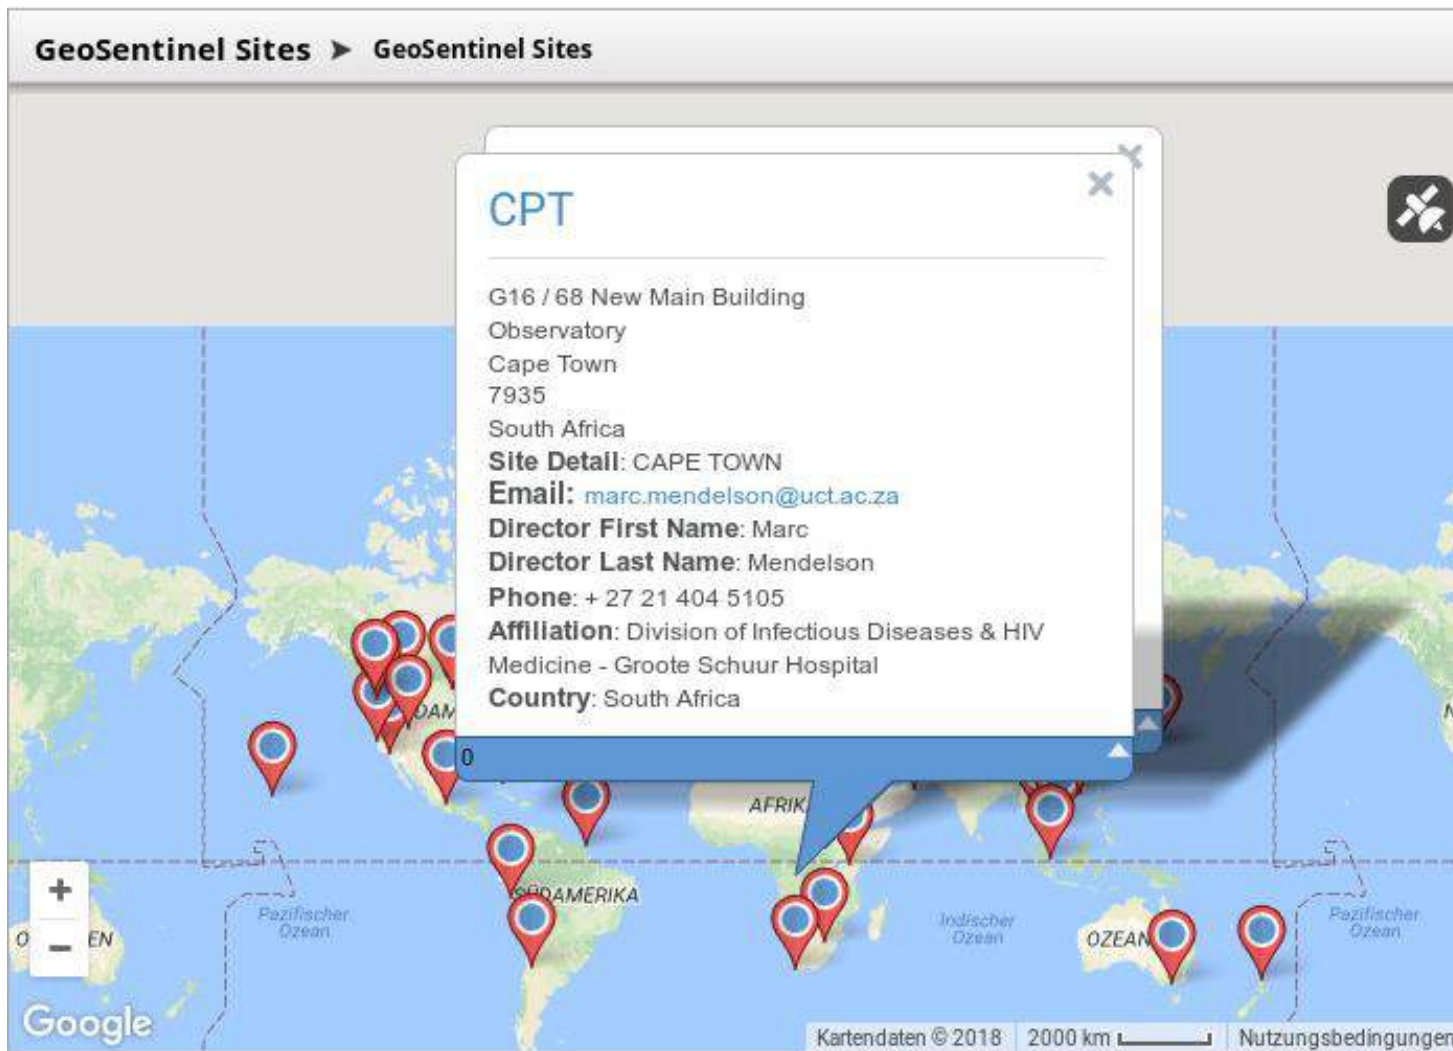 GeoSentinel Sites ➤ GeoSentinel Sites
CPT
G16 / 68 New Main Building
Observatory
Cape Town
7935
South Africa
Site Detail: CAPE TOWN
Email: marc.mendelson@uct.ac.za
Director First Name: Marc
Director Last Name: Mendelson
Phone: + 27 21 404 5105
Affiliation: Division of Infectious Diseases & HIV
Medicine - Groote Schuur Hospital
Country: South Africa
0
SÜDAMERIKA
Pazifischer
Ozean
Indischer
Ozean
Pazifischer
Ozean
+
−
Google
Kartendaten © 2018
2000 km
Nutzungsbedingungen